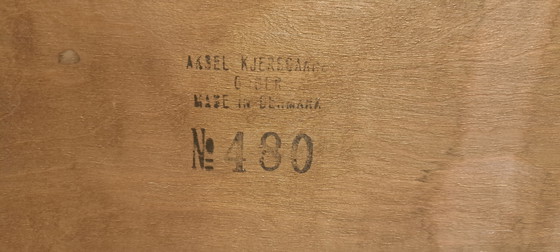 AKSEL KJERSGAARD
ODDER
MADE IN DENMARK
№ 480